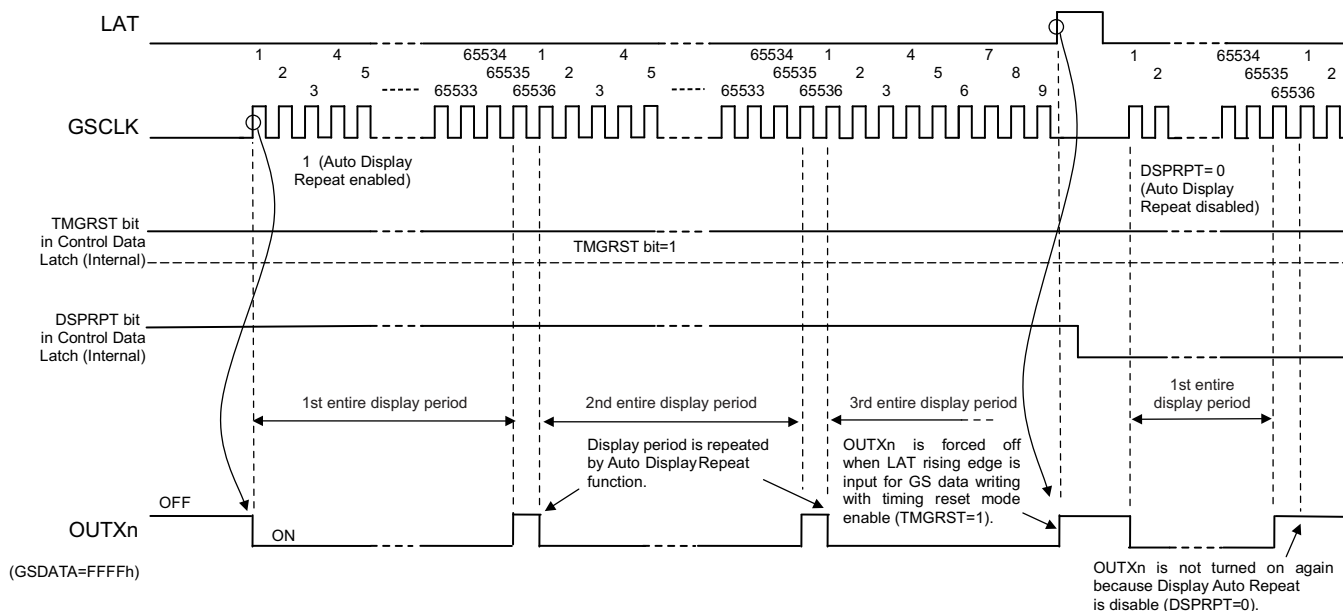 LAT
1 4 65534 1 4 65534 1 4 7 1 65534 1
2 5 65535 2 5 65535 2 5 8 2 65535 2
3 65533 65536 3 65533 65536 3 6 9 65536
GSCLK
1 (Auto Display
Repeat enabled)
DSPRPT= 0
(Auto Display
Repeat disabled)
TMGRST bit
in Control Data
Latch (Internal)
TMGRST bit=1
DSPRPT bit
in Control Data
Latch (Internal)
1st entire display period
2nd entire display period
3rd entire display period
1st entire
display period
Display period is repeated
by Auto Display Repeat
function.
OUTXn is forced off
when LAT rising edge is
input for GS data writing
with timing reset mode
enable (TMGRST=1).
OFF
OUTXn
ON
(GSDATA=FFFFh)
OUTXn is not turned on again
because Display Auto Repeat
is disable (DSPRPT=0).